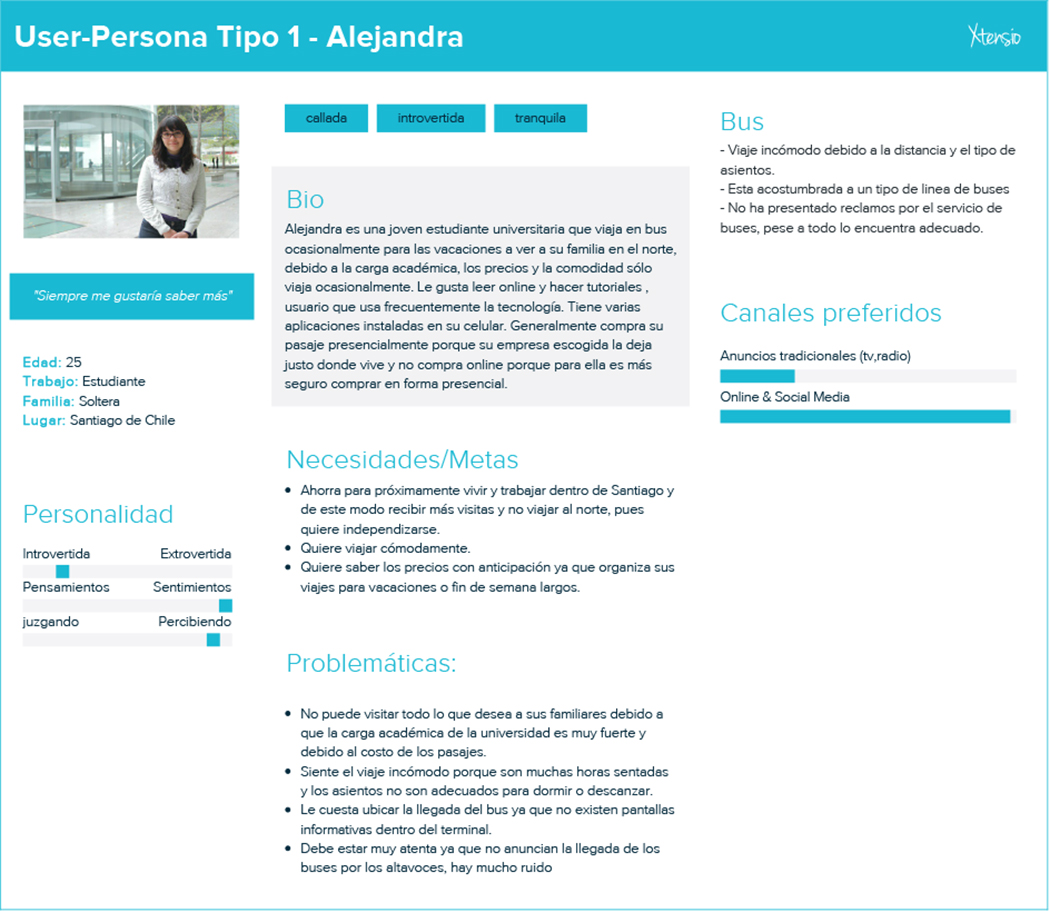 User-Persona Tipo 1 - Alejandra
Xtensio
"Siempre me gustaría saber más"
Edad: 25
Trabajo: Estudiante
Familia: Soltera
Lugar: Santiago de Chile
Personalidad
Introvertida Extrovertida
Pensamientos Sentimientos
juzgando Percibiendo
callada introvertida tranquila
Bio
Alejandra es una joven estudiante universitaria que viaja en bus
ocasionalmente para las vacaciones a ver a su familia en el norte,
debido a la carga académica, los precios y la comodidad sólo
viaja ocasionalmente. Le gusta leer online y hacer tutoriales ,
usuario que usa frecuentemente la tecnología. Tiene varias
aplicaciones instaladas en su celular. Generalmente compra su
pasaje presencialmente porque su empresa escogida la deja
justo donde vive y no compra online porque para ella es más
seguro comprar en forma presencial.
Necesidades/Metas
• Ahorra para próximamente vivir y trabajar dentro de Santiago y
de este modo recibir más visitas y no viajar al norte, pues
quiere independizarse.
• Quiere viajar cómodamente.
• Quiere saber los precios con anticipación ya que organiza sus
viajes para vacaciones o fin de semana largos.
Problemáticas:
• No puede visitar todo lo que desea a sus familiares debido a
que la carga académica de la universidad es muy fuerte y
debido al costo de los pasajes.
• Siente el viaje incómodo porque son muchas horas sentadas
y los asientos no son adecuados para dormir o descanzar.
• Le cuesta ubicar la llegada del bus ya que no existen pantallas
informativas dentro del terminal.
• Debe estar muy atenta ya que no anuncian la llegada de los
buses por los altavoces, hay mucho ruido
Bus
- Viaje incómodo debido a la distancia y el tipo de
asientos.
- Esta acostumbrada a un tipo de linea de buses
- No ha presentado reclamos por el servicio de
buses, pese a todo lo encuentra adecuado.
Canales preferidos
Anuncios tradicionales (tv,radio)
Online & Social Media